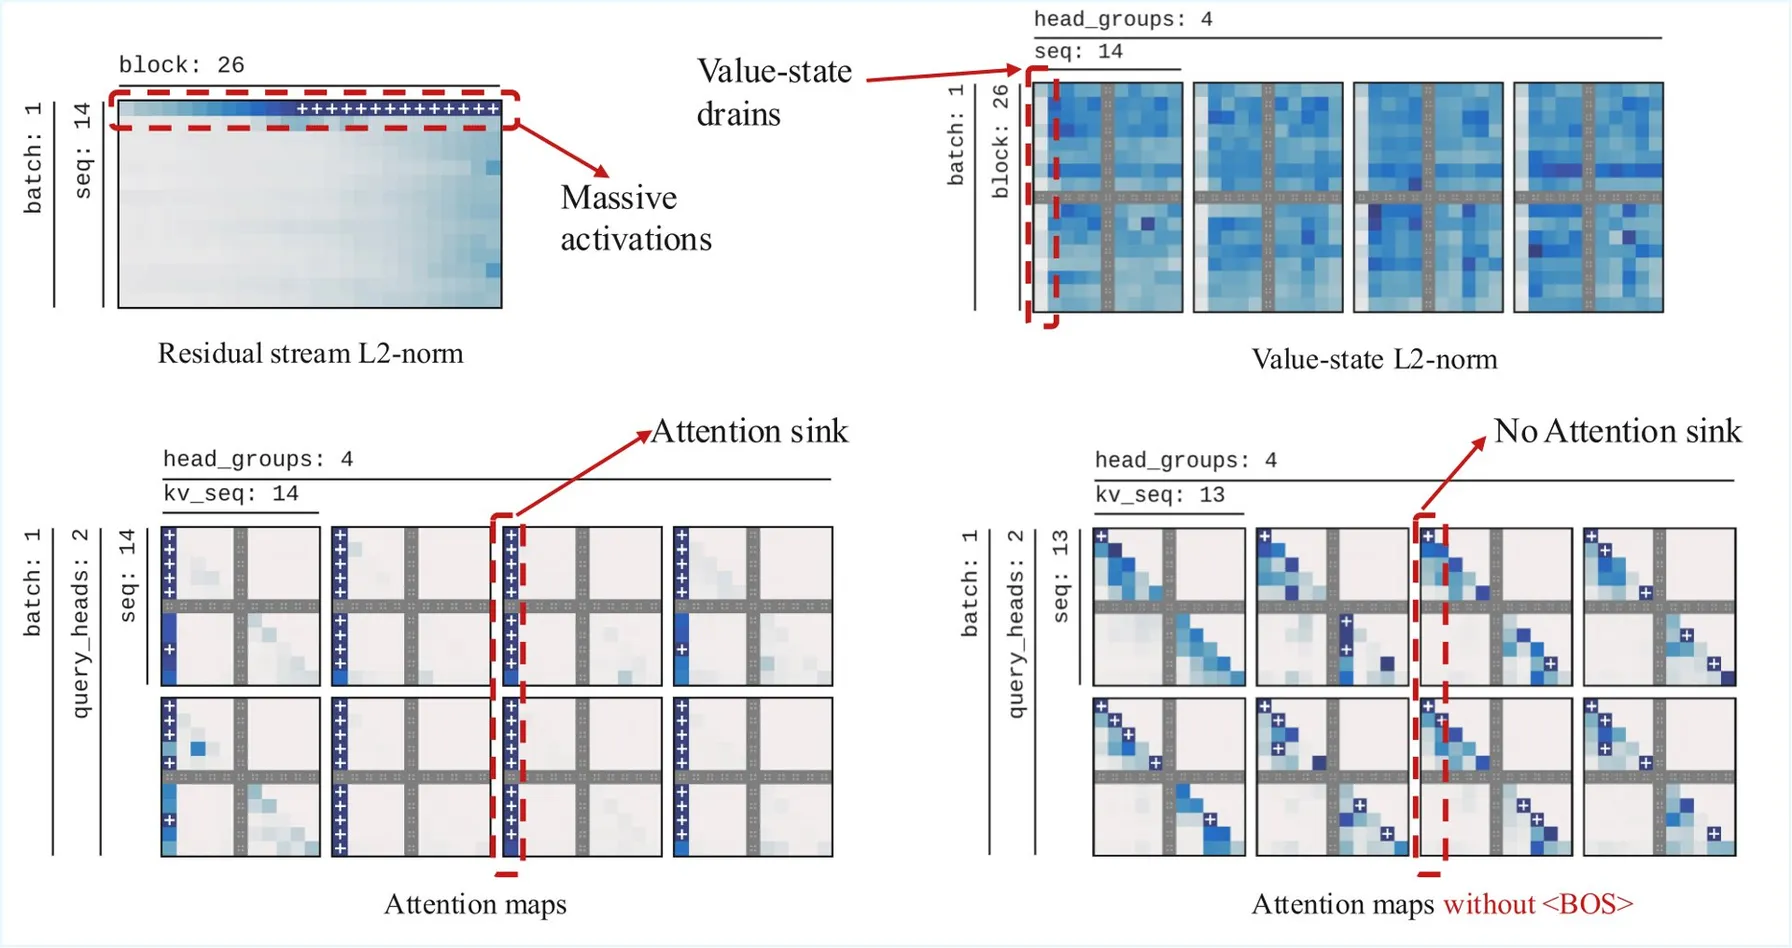 block: 26
batch: 1
seq: 14
Massive
activations
Residual stream L2-norm
Value-state
drains
head_groups: 4
seq: 14
batch: 1
block: 26
Value-state L2-norm
Attention sink
head_groups: 4
kv_seq: 14
batch: 1
query_heads: 2
seq: 14
Attention maps
No Attention sink
head_groups: 4
kv_seq: 13
batch: 1
query_heads: 2
seq: 13
Attention maps without <BOS>